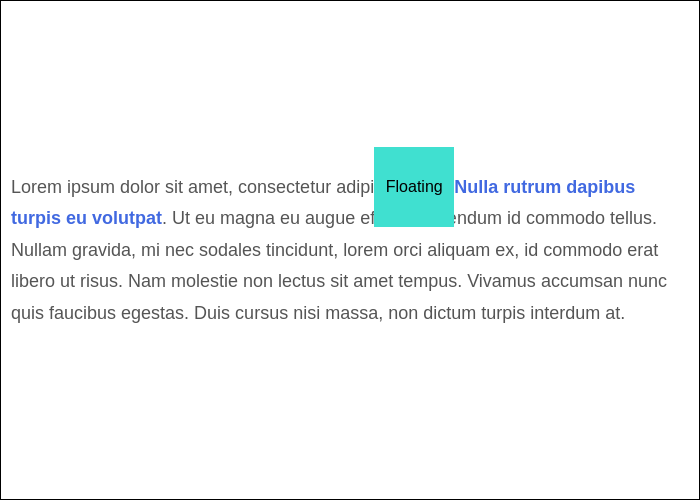 Lorem ipsum dolor sit amet, consectetur adipi Floating Nulla rutrum dapibus
turpis eu volutpat. Ut eu magna eu augue ef endum id commodo tellus.
Nullam gravida, mi nec sodales tincidunt, lorem orci aliquam ex, id commodo erat
libero ut risus. Nam molestie non lectus sit amet tempus. Vivamus accumsan nunc
quis faucibus egestas. Duis cursus nisi massa, non dictum turpis interdum at.